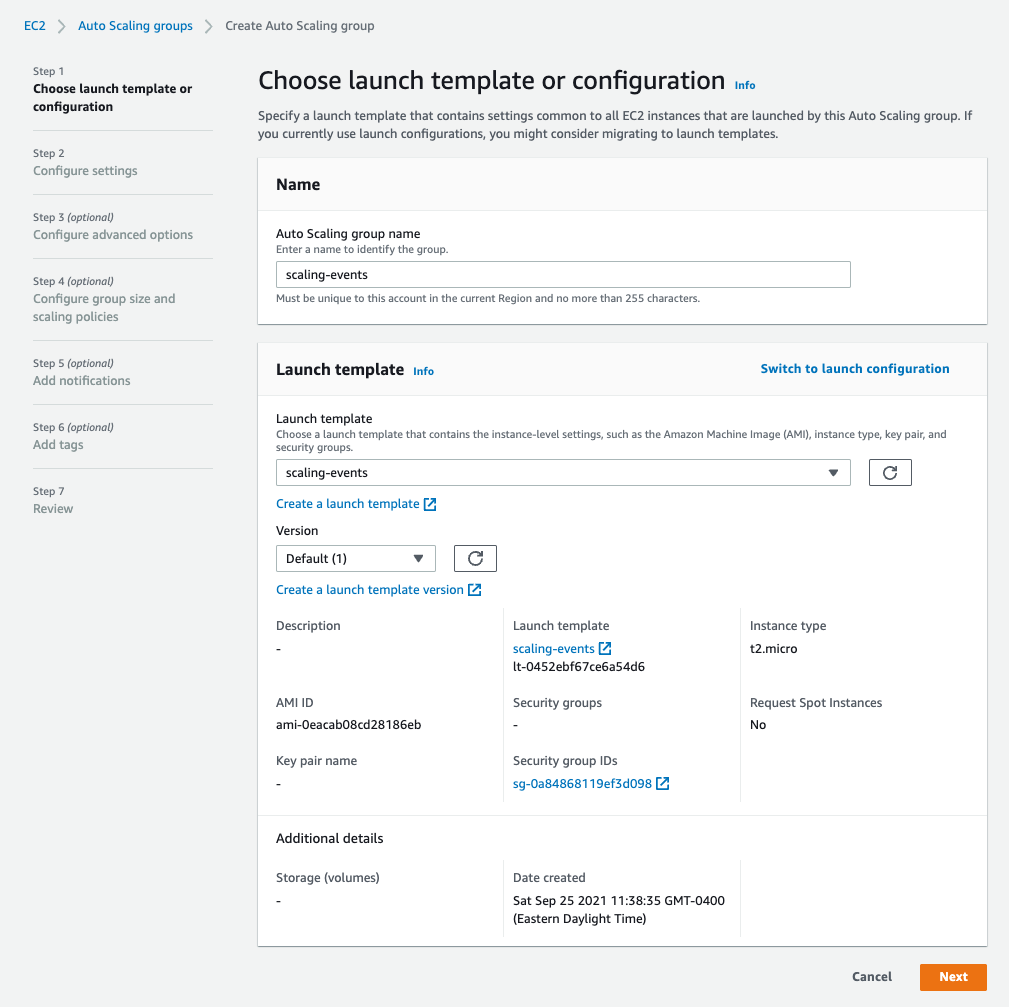 EC2 > Auto Scaling groups > Create Auto Scaling group
Step 1
Choose launch template or
configuration
Step 2
Configure settings
Step 3 (optional)
Configure advanced options
Step 4 (optional)
Configure group size and
scaling policies
Step 5 (optional)
Add notifications
Step 6 (optional)
Add tags
Step 7
Review
Choose launch template or configuration Info
Specify a launch template that contains settings common to all EC2 instances that are launched by this Auto Scaling group. If
you currently use launch configurations, you might consider migrating to launch templates.
Name
Auto Scaling group name
Enter a name to identify the group.
scaling-events
Must be unique to this account in the current Region and no more than 255 characters.
Launch template Info
Switch to launch configuration
Launch template
Choose a launch template that contains the instance-level settings, such as the Amazon Machine Image (AMI), instance type, key pair, and
security groups.
scaling-events
Create a launch template
Version
Default (1)
Create a launch template version
Description
-
Launch template
scaling-events
lt-0452ebf67ce6a54d6
Instance type
t2.micro
AMI ID
ami-0eacab08cd28186eb
Security groups
-
Request Spot Instances
No
Key pair name
-
Security group IDs
sg-0a84868119ef3d098
Additional details
Storage (volumes)
-
Date created
Sat Sep 25 2021 11:38:35 GMT-0400
(Eastern Daylight Time)
Cancel
Next